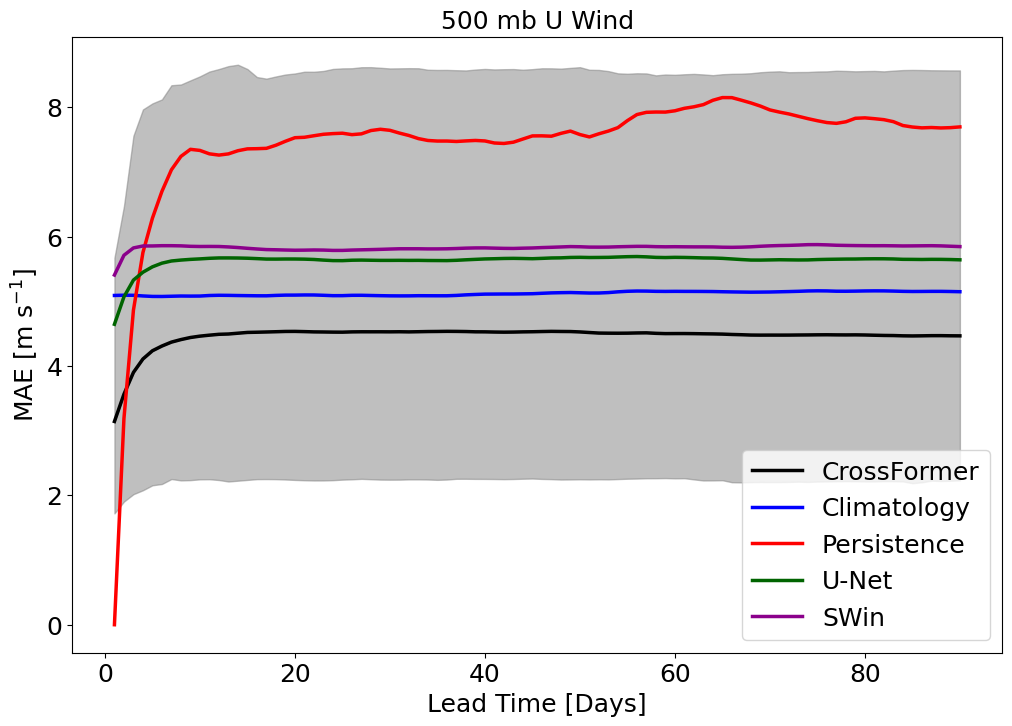 500 mb U Wind
MAE [m s⁻¹]
8
6
4
2
0
0 20 40 60 80
Lead Time [Days]
CrossFormer
Climatology
Persistence
U-Net
SWin